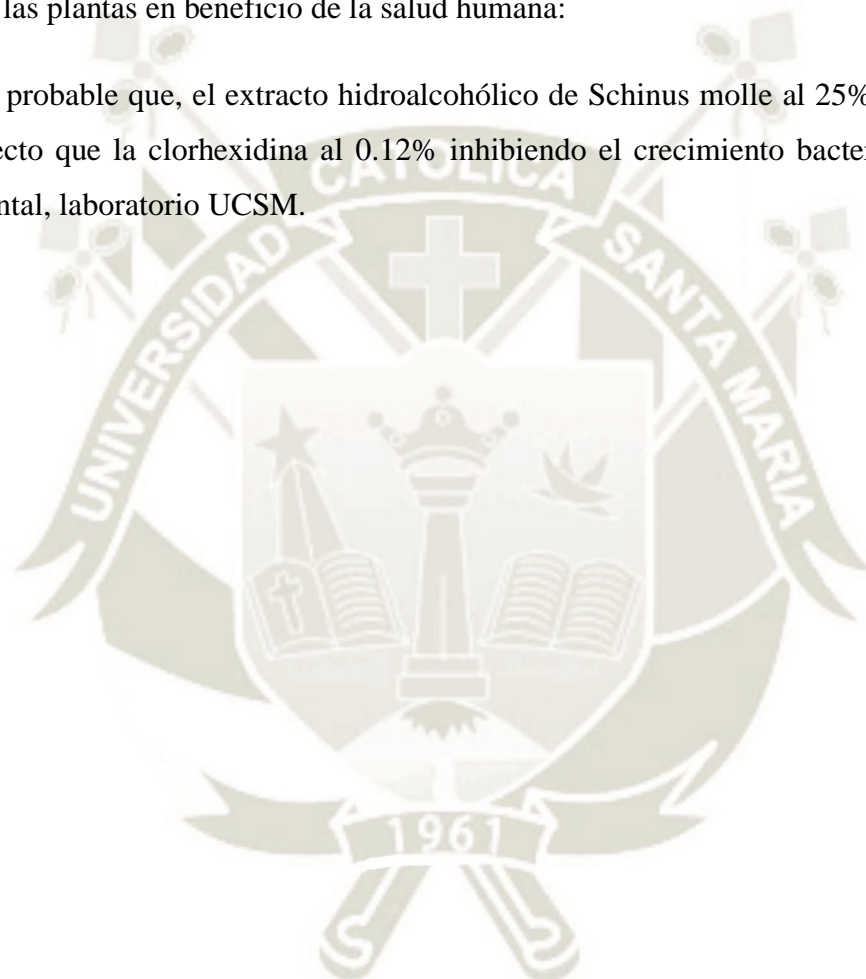 las plantas en beneficio de la salud humana:
probable que, el extracto hidroalcohólico de Schinus molle al 25%
ecto que la clorhexidina al 0.12% inhibiendo el crecimiento bacte
ntal, laboratorio UCSM.
UNIVERSIDAD CATOLICA SANTA MARIA
1961